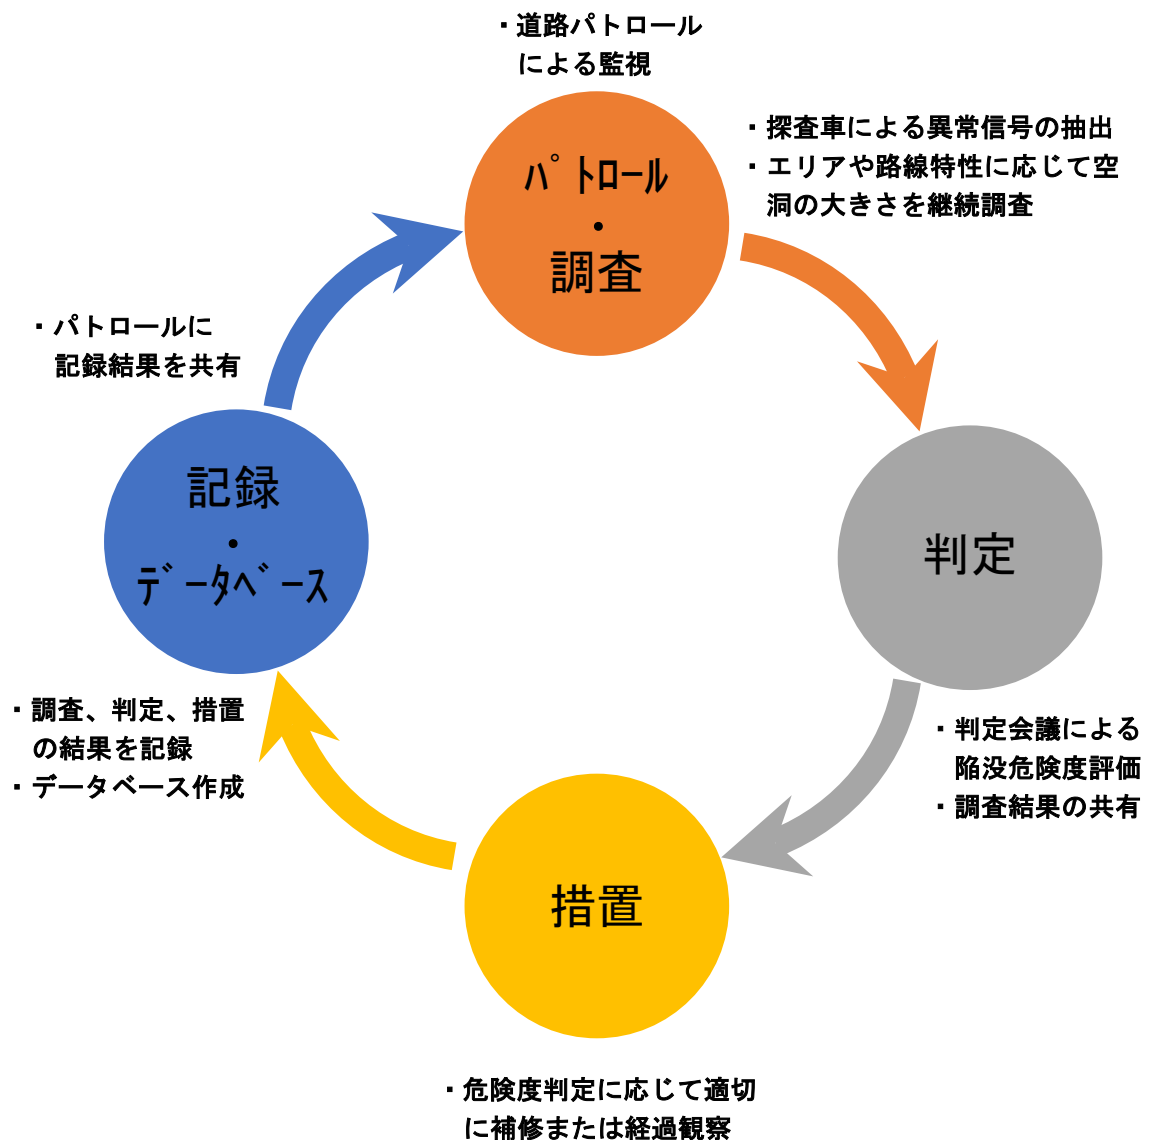 ・道路パトロール
による監視
ﾊﾟﾄﾛｰﾙ
・
調査
・探査車による異常信号の抽出
・エリアや路線特性に応じて空
洞の大きさを継続調査
・パトロールに
記録結果を共有
記録
・
ﾃﾞｰﾀﾍﾞｰｽ
判定
・調査、判定、措置
の結果を記録
・データベース作成
・判定会議による
陥没危険度評価
・調査結果の共有
措置
・危険度判定に応じて適切
に補修または経過観察